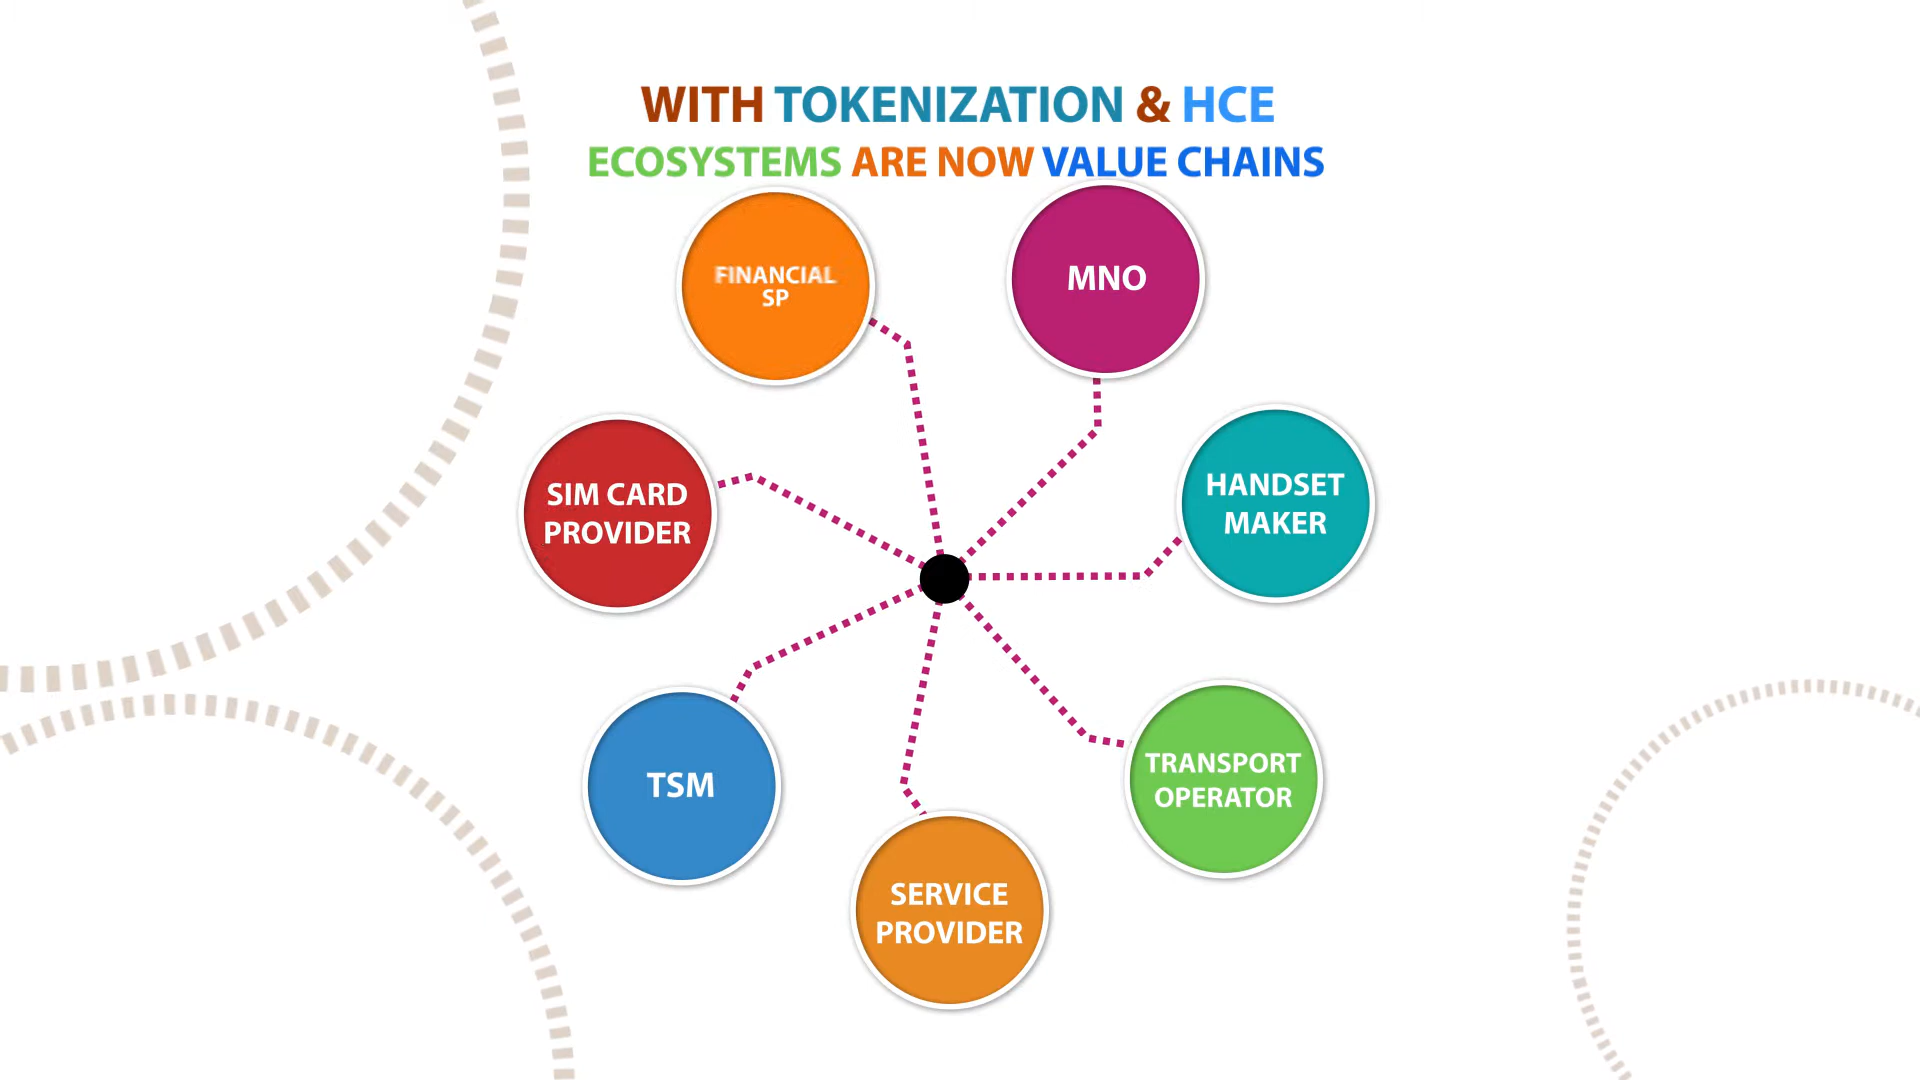 WITH TOKENIZATION & HCE
ECOSYSTEMS ARE NOW VALUE CHAINS
FINANCIAL
SP
MNO
SIM CARD
PROVIDER
HANDSET
MAKER
TSM
TRANSPORT
OPERATOR
SERVICE
PROVIDER